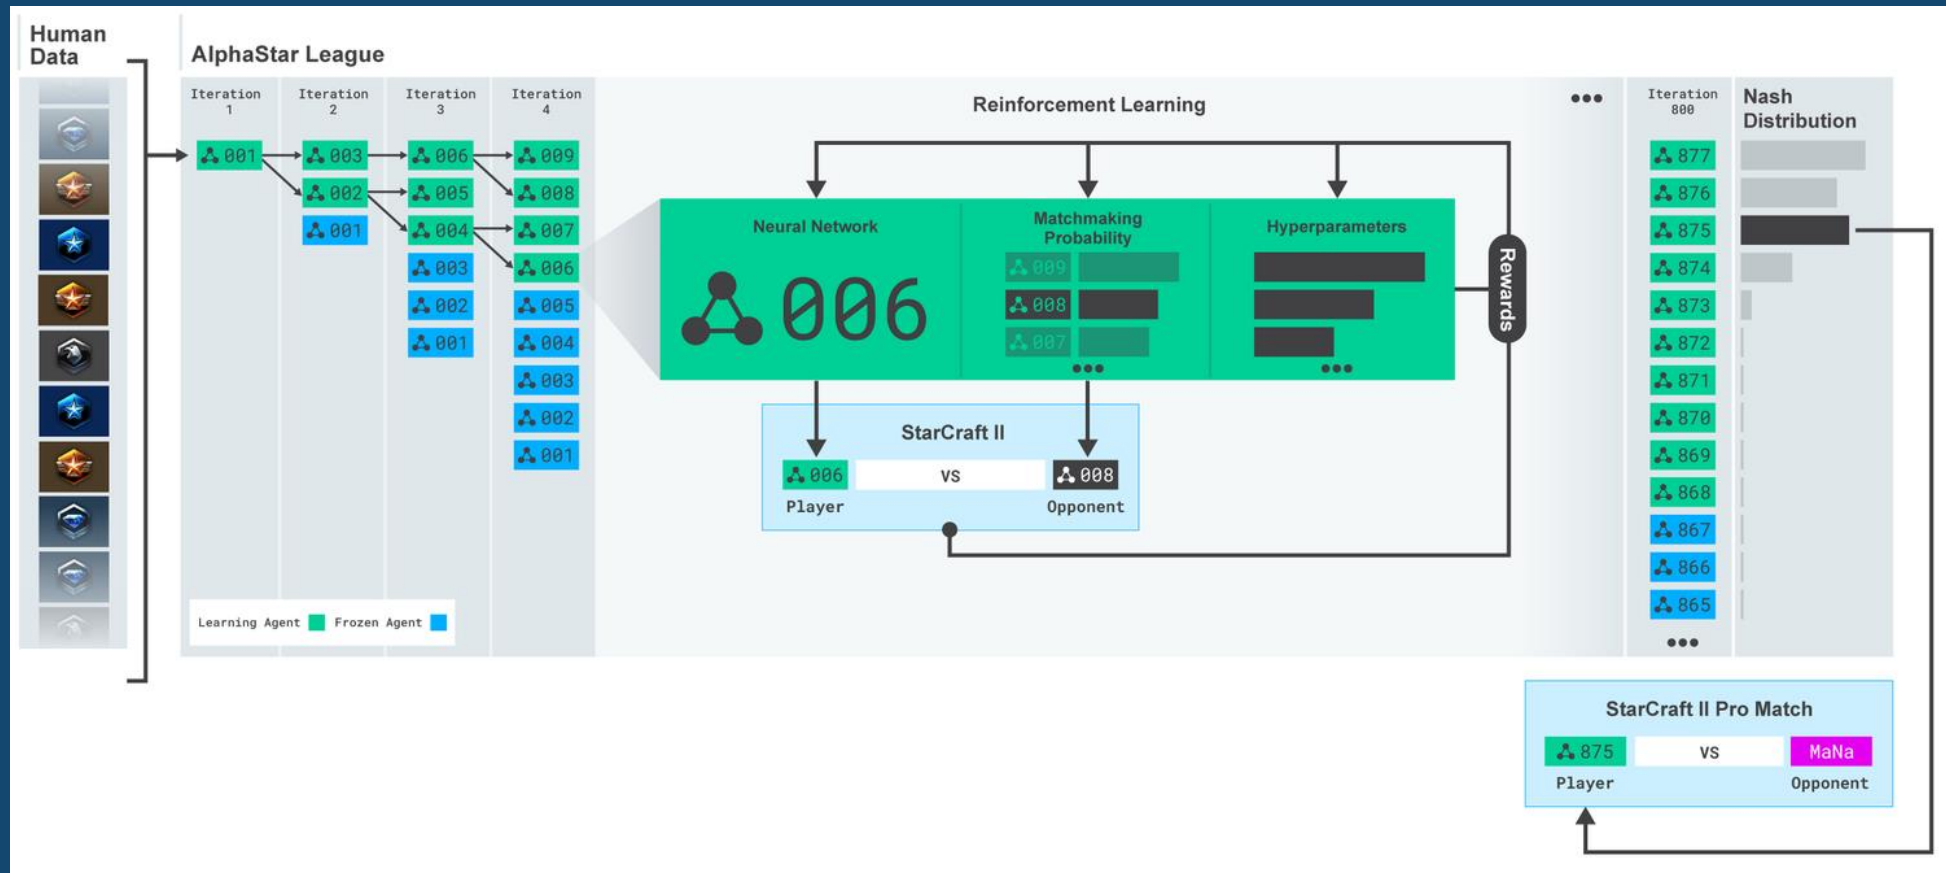 Human
Data
AlphaStar League
Iteration
1
Iteration
2
Iteration
3
Iteration
4
001
003
002
001
006
005
004
003
002
001
009
008
007
006
005
004
003
002
001
Learning Agent
Frozen Agent
Reinforcement Learning
Neural Network
006
Matchmaking
Probability
009
008
007
•••
Hyperparameters
•••
Rewards
StarCraft II
006
VS
008
Player
Opponent
•••
Iteration
800
877
876
875
874
873
872
871
870
869
868
867
866
865
•••
Nash
Distribution
StarCraft II Pro Match
875
VS
MaNa
Player
Opponent